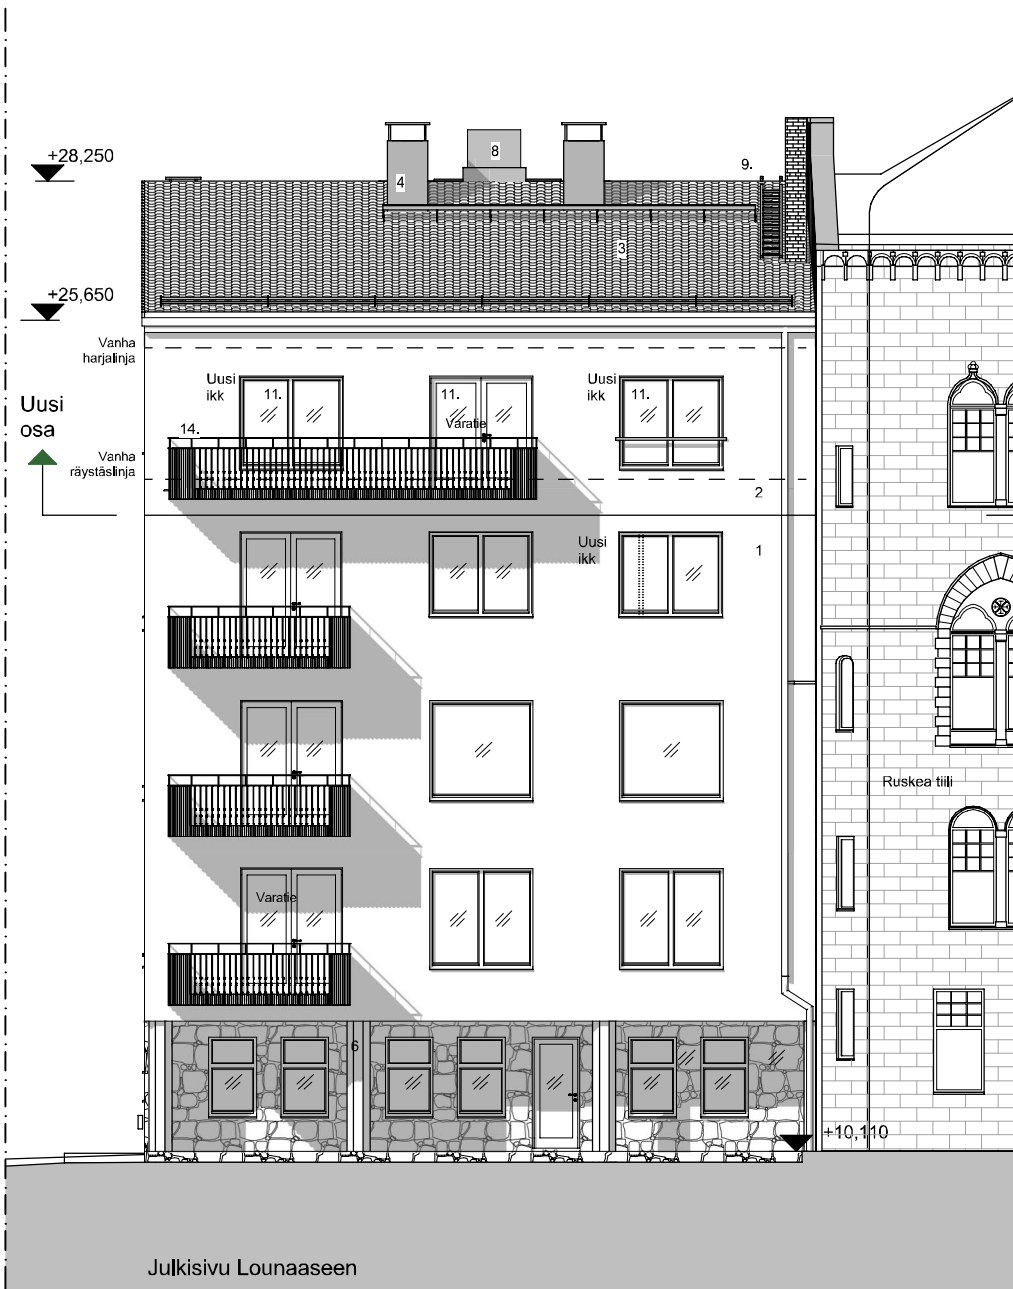 +28,250
8
4
9.
3
+25,650
Vanha
harjalinja
Uusi
ikk
11.
11.
Uusi
ikk
11.
Uusi
osa
14.
Varatie
Vanha
räystäslinja
2
Uusi
ikk
1
Ruskea tiili
Varatie
6
+10,110
Julkisivu Lounaaseen